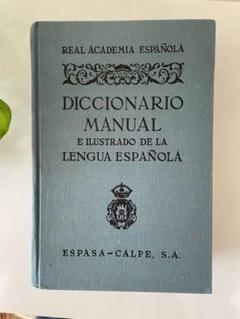 REAL ACADEMIA ESPAÑOLA
DICCIONARIO
MANUAL
E ILUSTRADO DE LA
LENGUA ESPAÑOLA
ESPASA-CALPE, S.A.